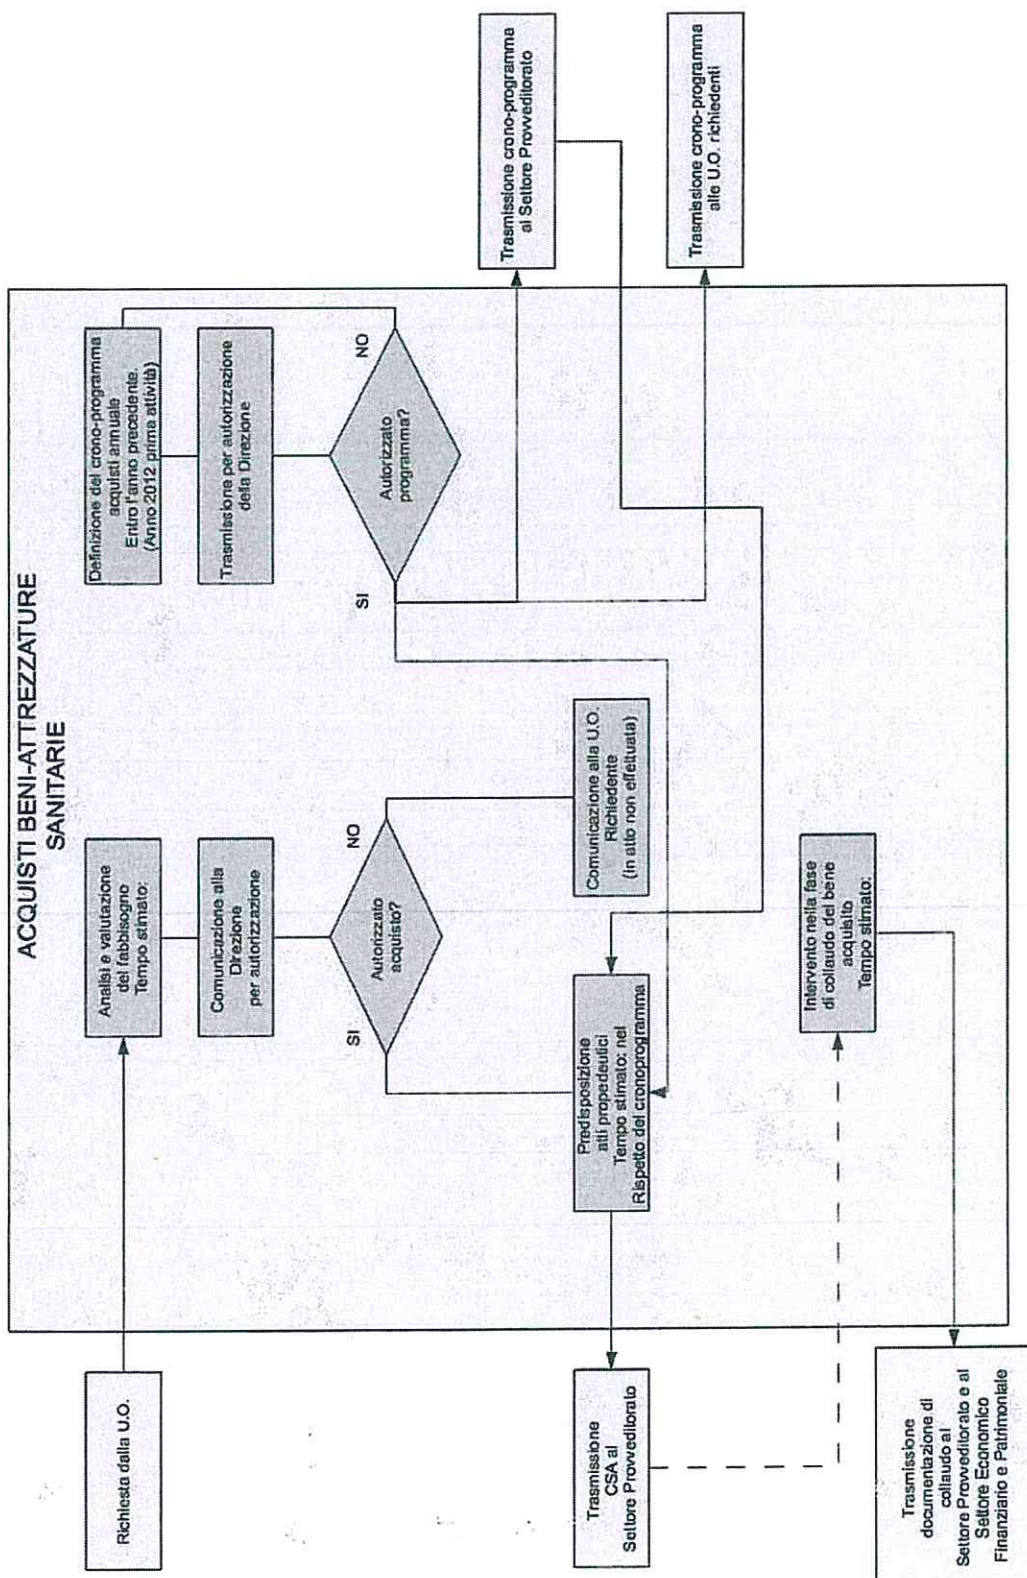 ACQUISTI BENI-ATTREZZATURE
SANITARIE
Richiesta dalla U.O.
Analisi e valutazione
del fabbisogno
Tempo stimato:
Comunicazione alla
Direzione
per autorizzazione
Autorizzato
acquisto?
SI
NO
Comunicazione alla U.O.
Richiedente
(in atto non effettuata)
Predisposizione
atti propedeutici
Tempo stimato: nel
Rispetto del cronoprogramma
Trasmissione
CSA al
Settore Provveditorato
Intervento nella fase
di collaudo del bene
acquisito
Tempo stimato:
Trasmissione
documentazione di
collaudo al
Settore Provveditorato e al
Settore Economico
Finanziario e Patrimoniale
Definizione del crono-programma
acquisti annuale
Entro l'anno precedente.
(Anno 2012 prima attività)
Trasmissione per autorizzazione
della Direzione
Autorizzato
programma?
SI
NO
Trasmissione crono-programma
al Settore Provveditorato
Trasmissione crono-programma
alle U.O. richiedenti